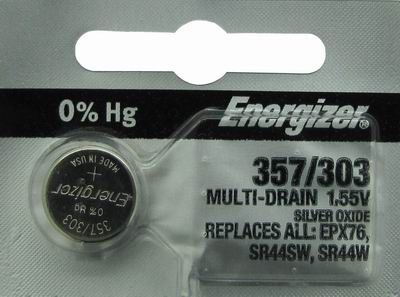 0% Hg
Energizer®
357/303
MULTI-DRAIN 1.55V
SILVER OXIDE
REPLACES ALL: EPX76,
SR44SW, SR44W
MADE IN USA
+
Energizer
0% Hg
357/303